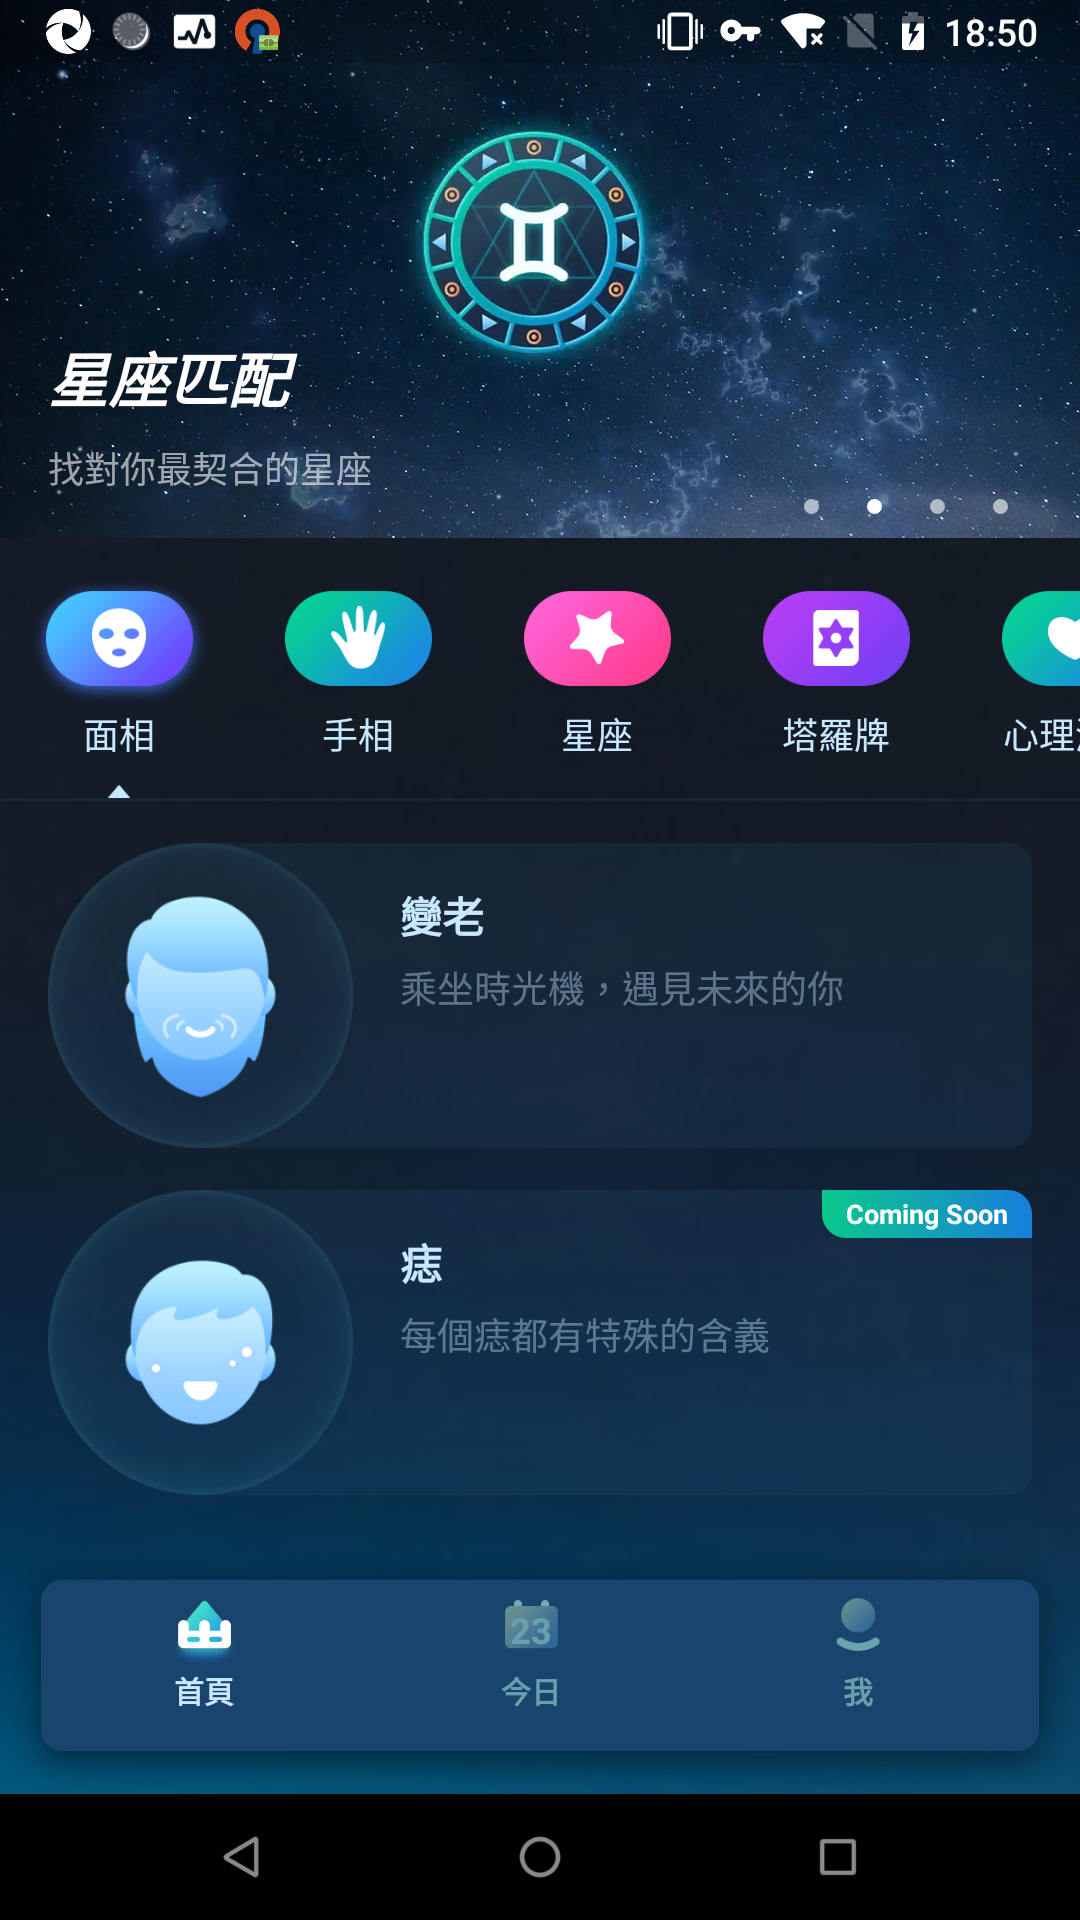 18:50
星座匹配
找對你最契合的星座
面相
手相
星座
塔羅牌
心理
變老
乘坐時光機，遇見未來的你
Coming Soon
痣
每個痣都有特殊的含義
23
首頁
今日
我